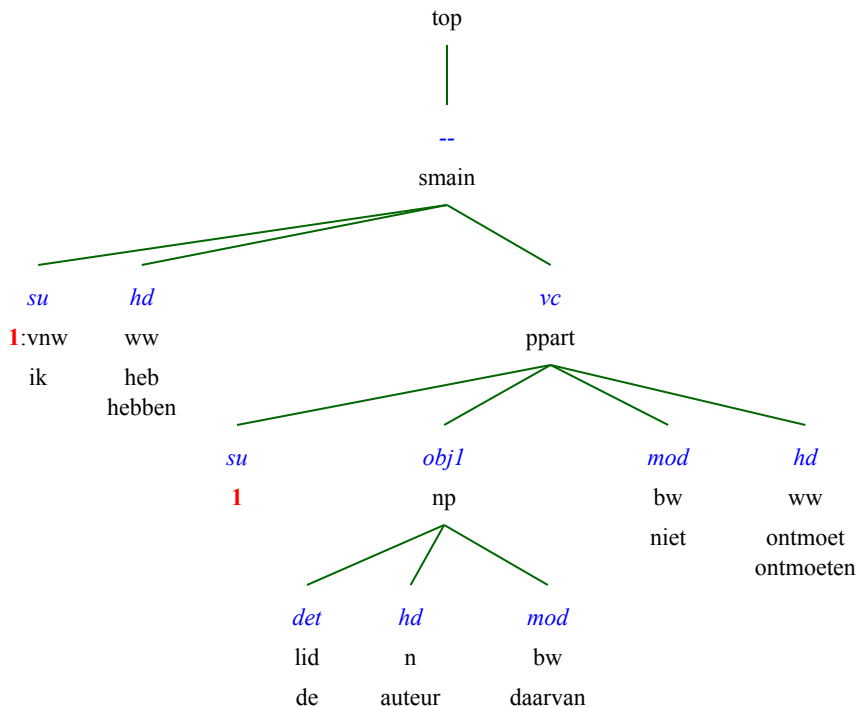 top
--
smain
su hd vc
1:vnw ww ppart
ik heb
hebben
su obj1 mod hd
1 np bw ww
niet ontmoet
ontmoeten
det hd mod
lid n bw
de auteur daarvan